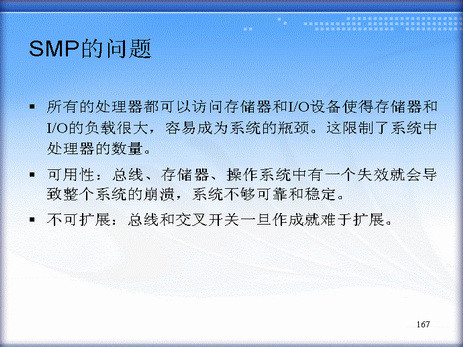 SMP的问题
▪ 所有的处理器都可以访问存储器和I/O设备使得存储器和
I/O的负载很大，容易成为系统的瓶颈。这限制了系统中
处理器的数量。
▪ 可用性：总线、存储器、操作系统中有一个失效就会导
致整个系统的崩溃，系统不够可靠和稳定。
▪ 不可扩展：总线和交叉开关一旦作成就难于扩展。
167